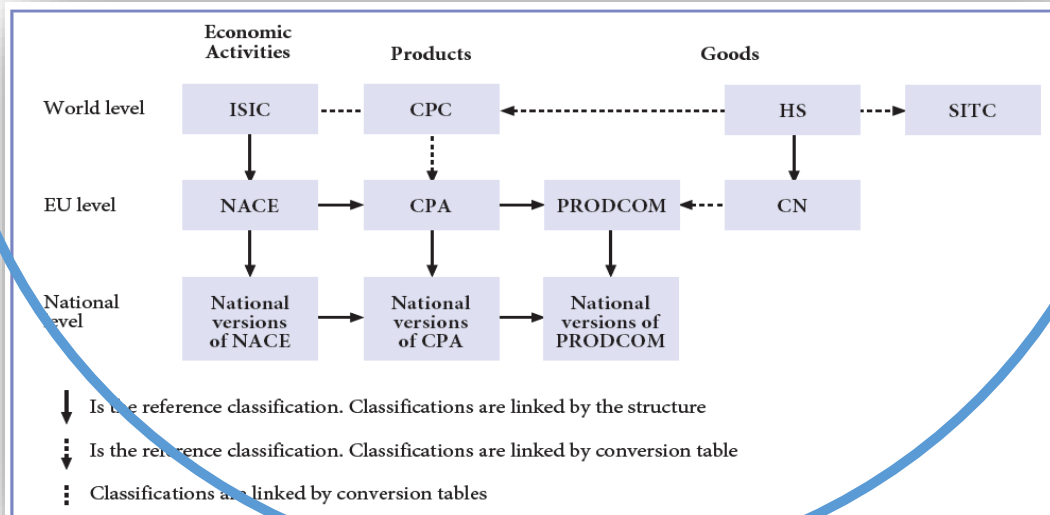 Economic
Activities
Products
Goods
World level
ISIC
CPC
HS
SITC
EU level
NACE
CPA
PRODCOM
CN
National
level
National
versions
of NACE
National
versions
of CPA
National
versions of
PRODCOM
Is the reference classification. Classifications are linked by the structure
Is the reference classification. Classifications are linked by conversion table
Classifications are linked by conversion tables